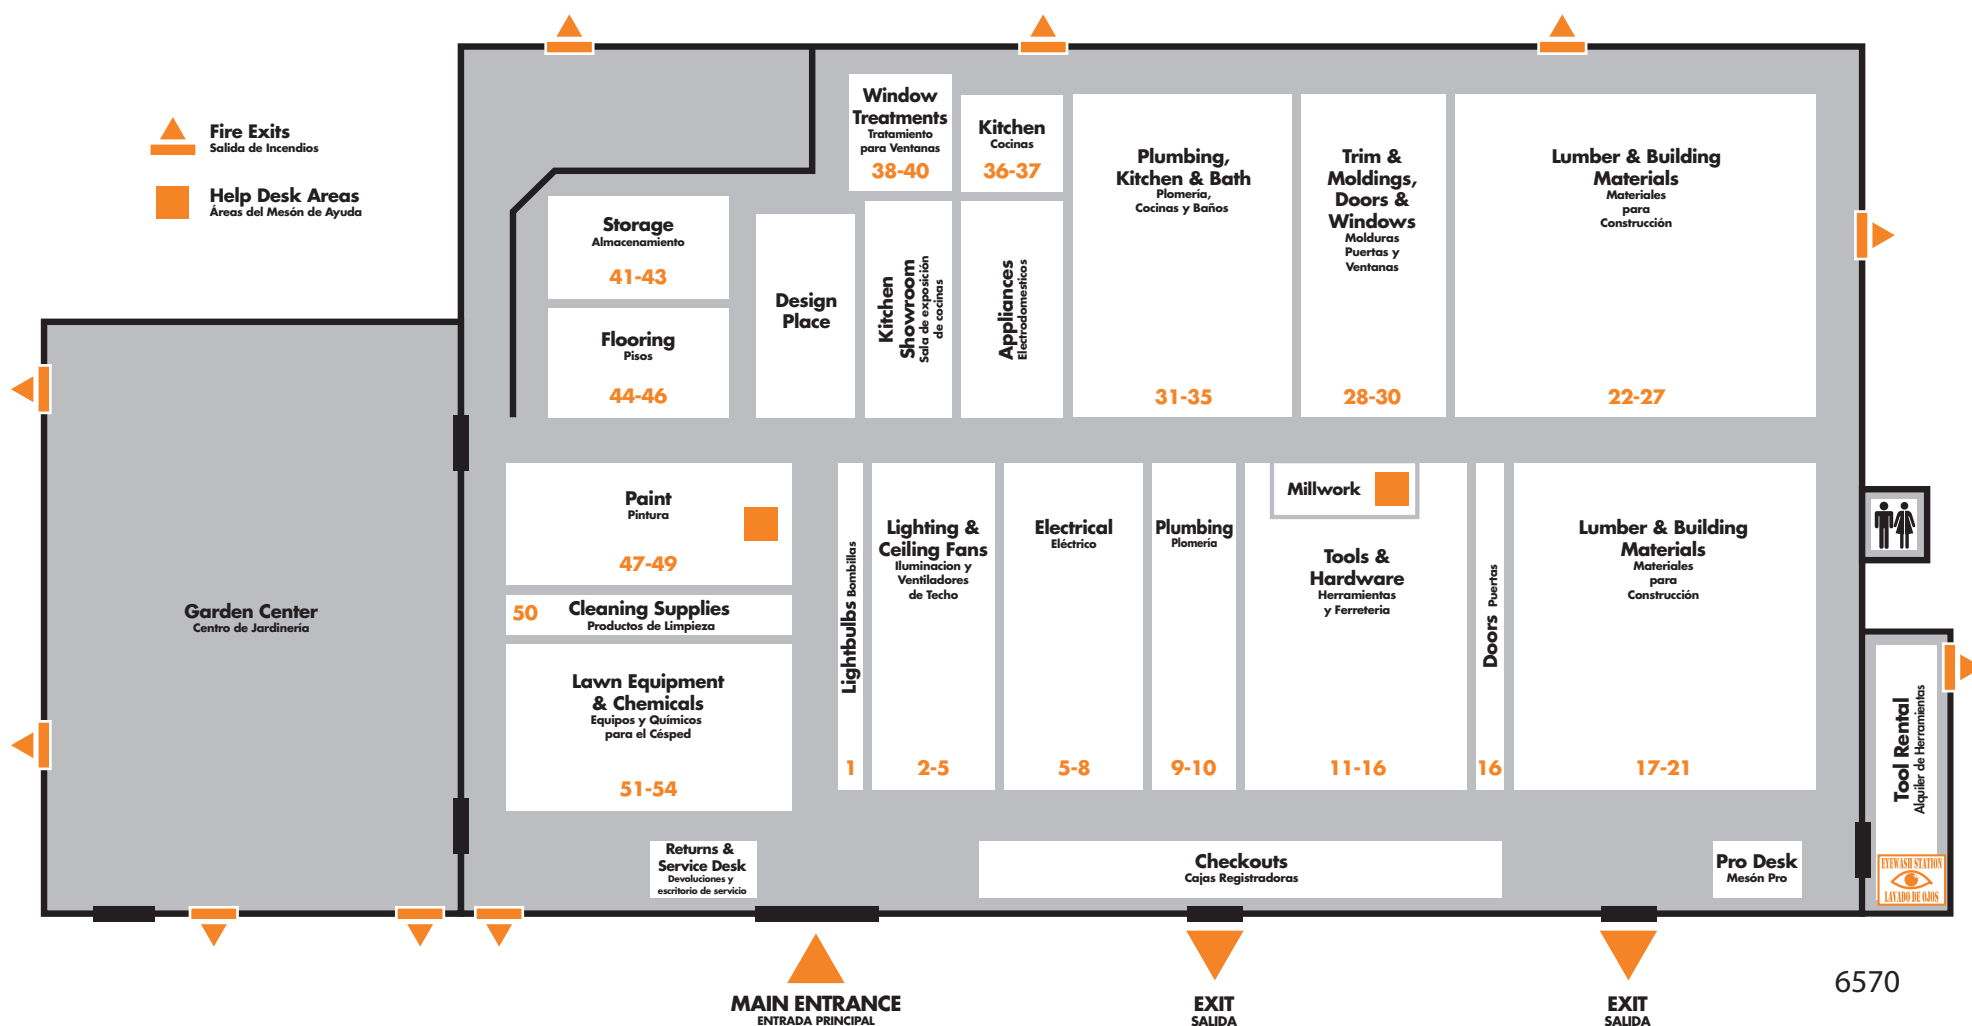 Fire Exits
Salida de Incendios
Help Desk Areas
Áreas del Mesón de Ayuda
Window
Treatments
Tratamiento
para Ventanas
38-40
Kitchen
Cocinas
36-37
Plumbing,
Kitchen & Bath
Plomería,
Cocinas y Baños
31-35
Trim &
Moldings,
Doors &
Windows
Molduras
Puertas y
Ventanas
28-30
Lumber & Building
Materials
Materiales
para
Construcción
22-27
Storage
Almacenamiento
41-43
Flooring
Pisos
44-46
Design
Place
Kitchen
Showroom
Sala de exposición
de cocinas
Appliances
Electrodomesticos
Garden Center
Centro de Jardinería
Paint
Pintura
47-49
50
Cleaning Supplies
Productos de Limpieza
Lawn Equipment
& Chemicals
Equipos y Químicos
para el Césped
51-54
Lightbulbs Bombillas
1
Lighting &
Ceiling Fans
Iluminacion y
Ventiladores
de Techo
2-5
Electrical
Eléctrico
5-8
Plumbing
Plomería
9-10
Millwork
Tools &
Hardware
Herramientas
y Ferreteria
11-16
Doors Puertas
16
Lumber & Building
Materials
Materiales
para
Construcción
17-21
Tool Rental
Alquiler de Herramientas
EYEWASH STATION
LAVADO DE OJOS
Returns &
Service Desk
Devoluciones y
escritorio de servicio
Checkouts
Cajas Registradoras
Pro Desk
Mesón Pro
MAIN ENTRANCE
ENTRADA PRINCIPAL
EXIT
SALIDA
EXIT
SALIDA
6570